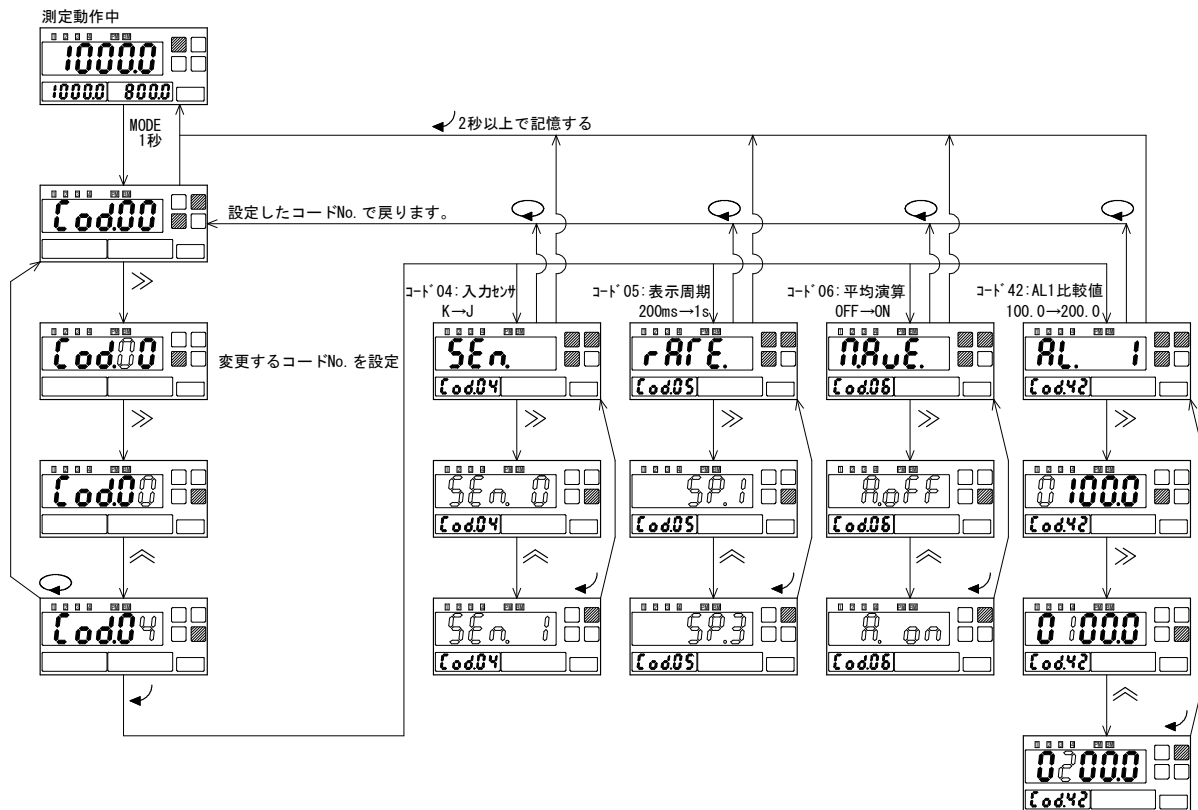 測定動作中
1000.0
1000.0 800.0
MODE
1秒
2秒以上で記憶する
Cod.00
設定したコードNo.で戻ります。
Cod.00
変更するコードNo.を設定
Cod.00
Cod.04
コード04:入力センサ
K→J
SEn.
Cod.04
SEn. 0
Cod.04
SEn. 1
Cod.04
コード05:表示周期
200ms→1s
rATE.
Cod.05
SP.1
Cod.05
SP.3
Cod.05
コード06:平均演算
OFF→ON
M.AvE.
Cod.06
A.oFF
Cod.06
A. on
Cod.06
コード42:AL1比較値
100.0→200.0
AL. 1
Cod.42
0100.0
Cod.42
0100.0
Cod.42
0200.0
Cod.42